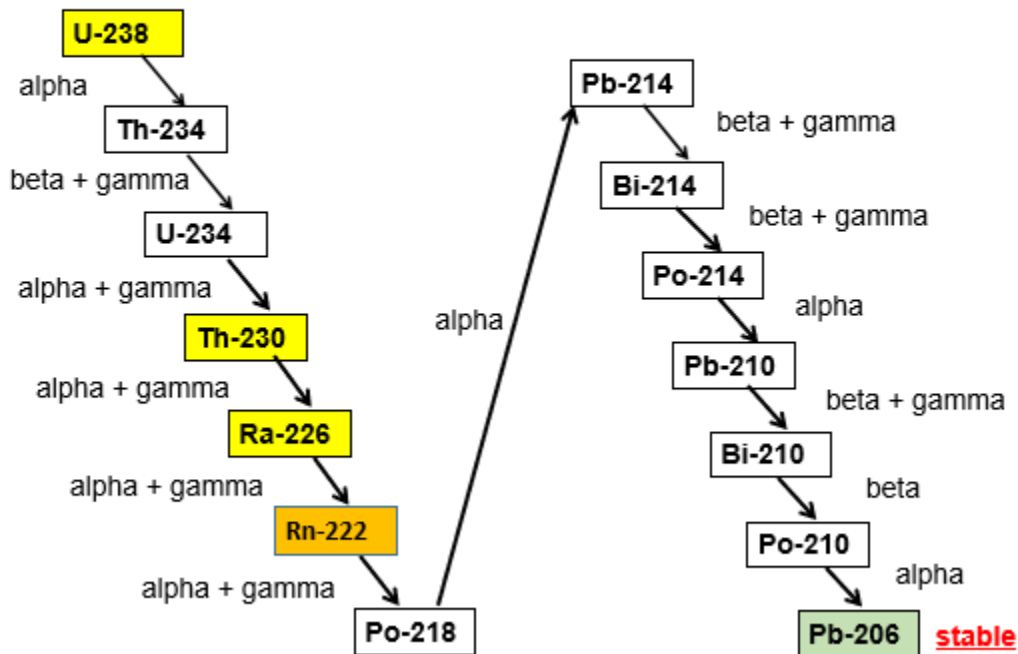 U-238
alpha
Th-234
beta + gamma
U-234
alpha + gamma
Th-230
alpha + gamma
Ra-226
alpha + gamma
Rn-222
alpha + gamma
Po-218
alpha
Pb-214
beta + gamma
Bi-214
beta + gamma
Po-214
alpha
Pb-210
beta + gamma
Bi-210
beta
Po-210
alpha
Pb-206 stable